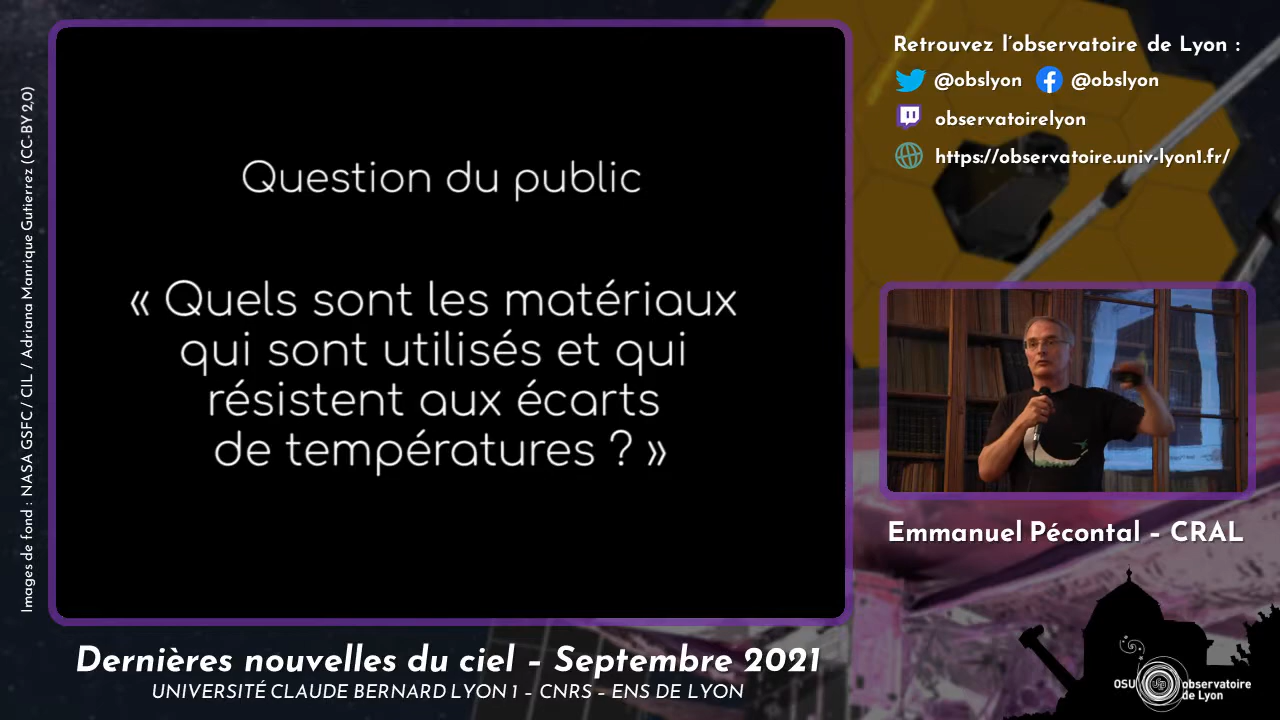 Images de fond : NASA GSFC / CIL / Adriana Manrique Gutierrez (CC-BY 2,0)
Question du public
« Quels sont les matériaux
qui sont utilisés et qui
résistent aux écarts
de températures ? »
Retrouvez l'observatoire de Lyon :
@obslyon @obslyon
observatoirelyon
https://observatoire.univ-lyon1.fr/
Emmanuel Pécontal – CRAL
Dernières nouvelles du ciel – Septembre 2021
UNIVERSITÉ CLAUDE BERNARD LYON 1 – CNRS – ENS DE LYON
OSU observatoire
de Lyon